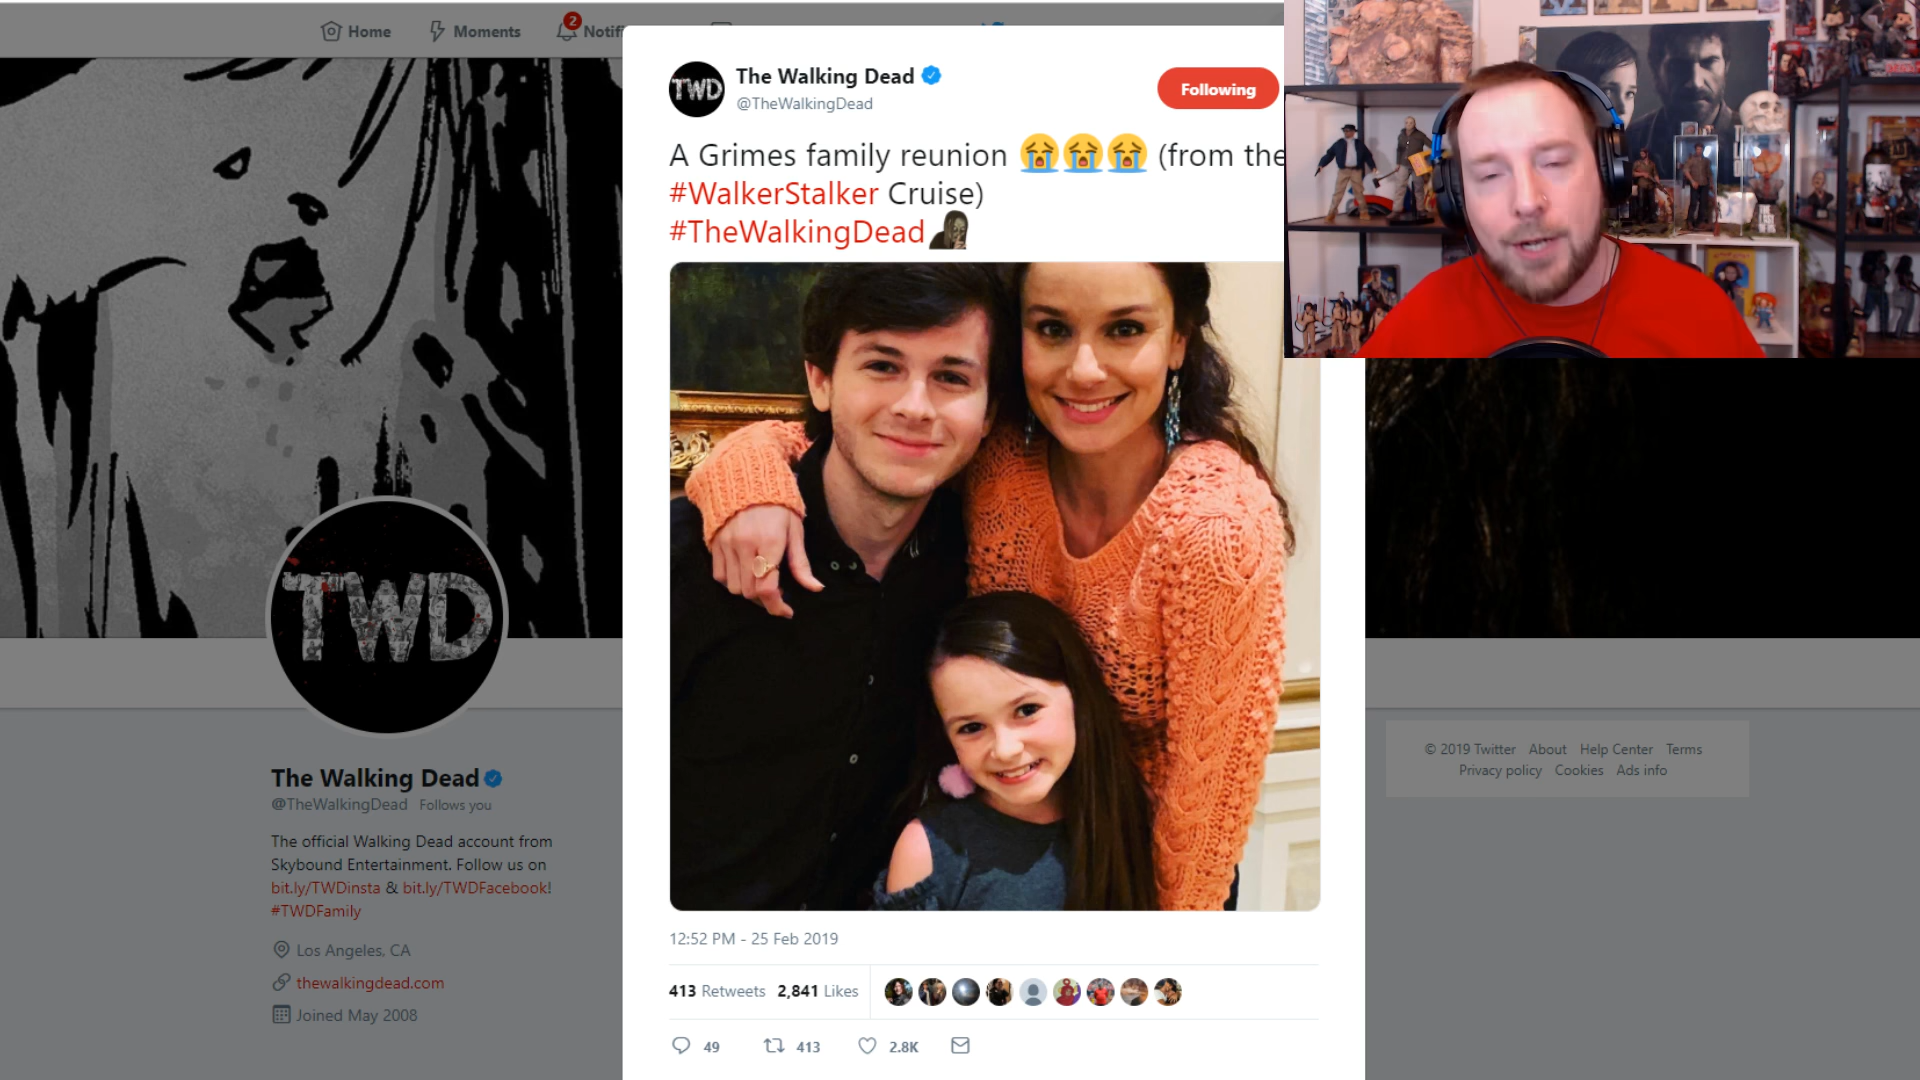 Home
Moments
2
Notif
TWD
The Walking Dead
@TheWalkingDead
Following
A Grimes family reunion 😭😭😭 (from the
#WalkerStalker Cruise)
#TheWalkingDead
12:52 PM - 25 Feb 2019
413 Retweets 2,841 Likes
49
413
2.8K
TWD
The Walking Dead
@TheWalkingDead Follows you
The official Walking Dead account from
Skybound Entertainment. Follow us on
bit.ly/TWDinsta & bit.ly/TWDFacebook!
#TWDFamily
Los Angeles, CA
thewalkingdead.com
Joined May 2008
© 2019 Twitter About Help Center Terms
Privacy policy Cookies Ads info